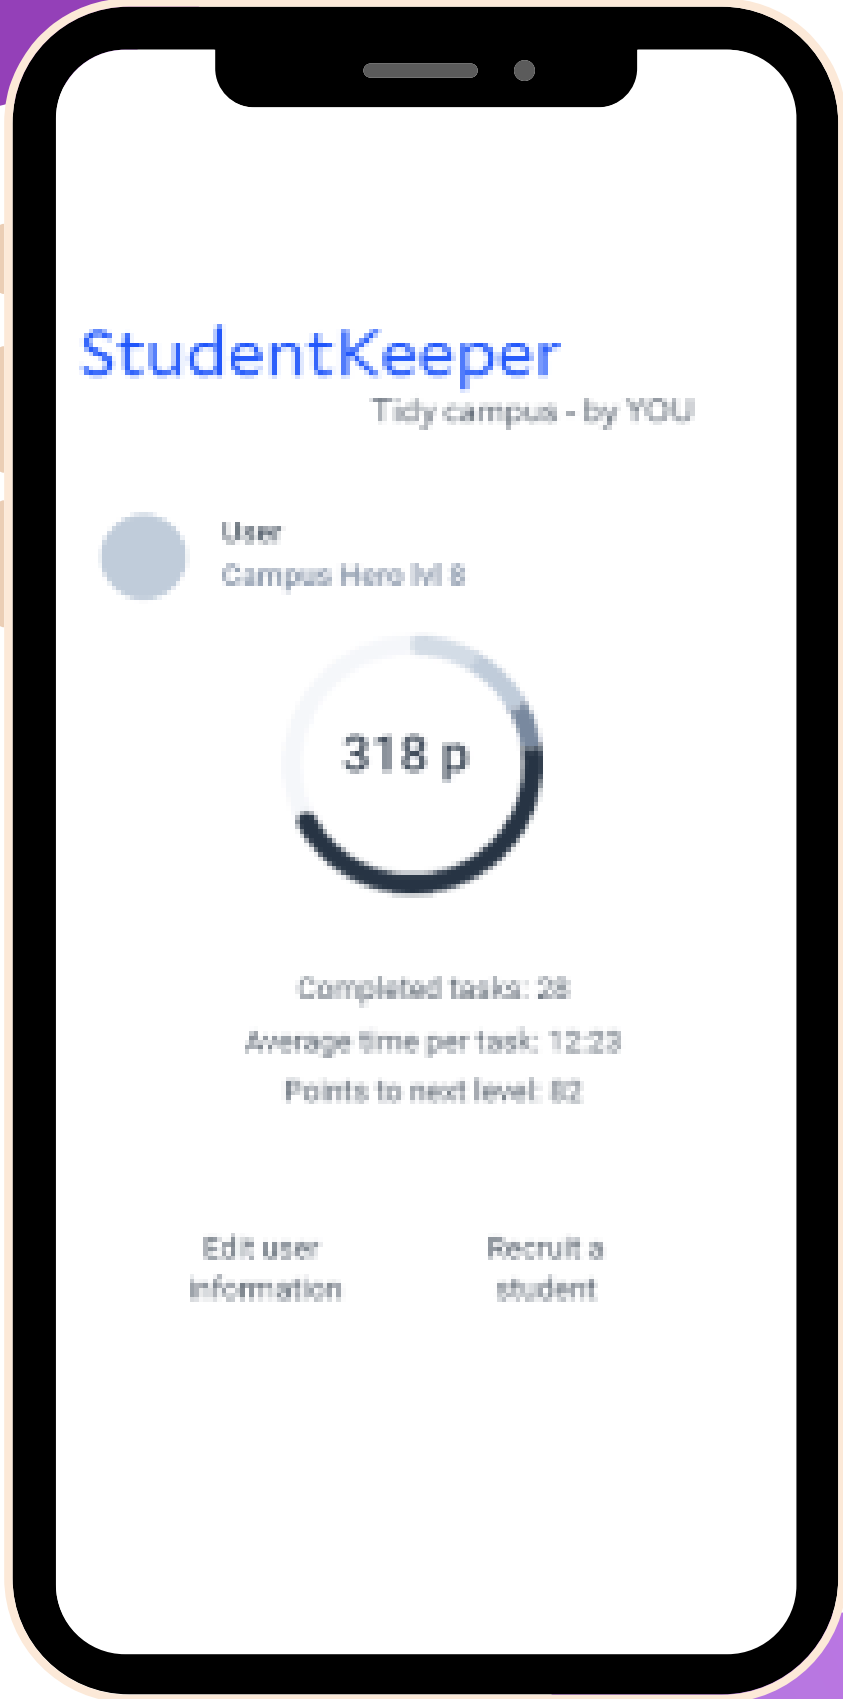 StudentKeeper
Tidy campus - by YOU
User
Campus Hero lvl 8
318 p
Completed tasks: 28
Average time per task: 12:23
Points to next level: 82
Edit user
information
Recruit a
student